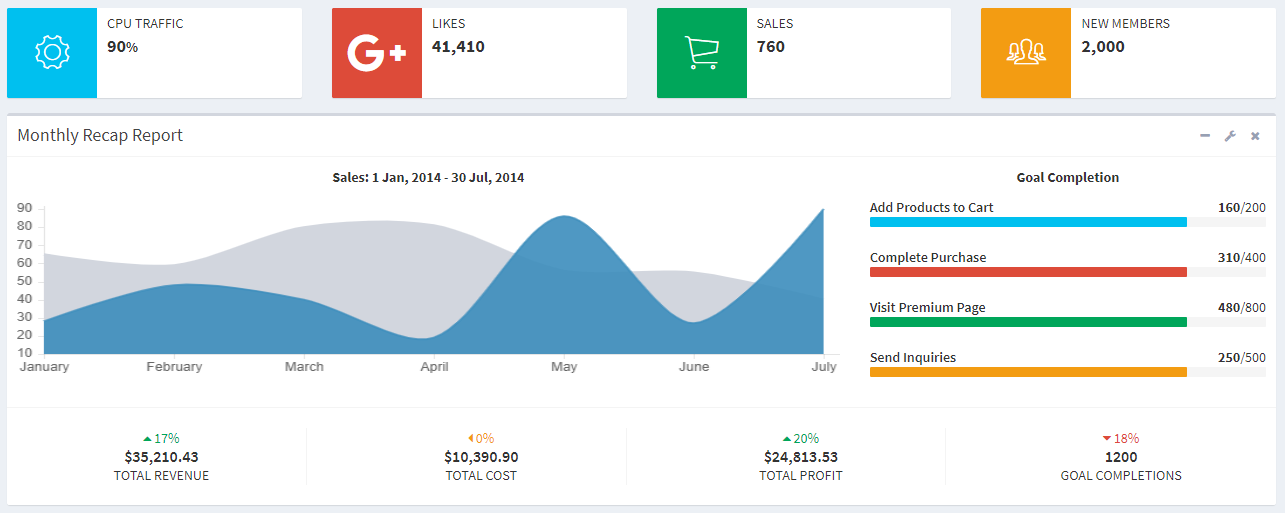 CPU TRAFFIC
90%
LIKES
41,410
SALES
760
NEW MEMBERS
2,000
Monthly Recap Report
Sales: 1 Jan, 2014 - 30 Jul, 2014
90
80
70
60
50
40
30
20
10
January February March April May June July
Goal Completion
Add Products to Cart 160/200
Complete Purchase 310/400
Visit Premium Page 480/800
Send Inquiries 250/500
17%
$35,210.43
TOTAL REVENUE
0%
$10,390.90
TOTAL COST
20%
$24,813.53
TOTAL PROFIT
18%
1200
GOAL COMPLETIONS